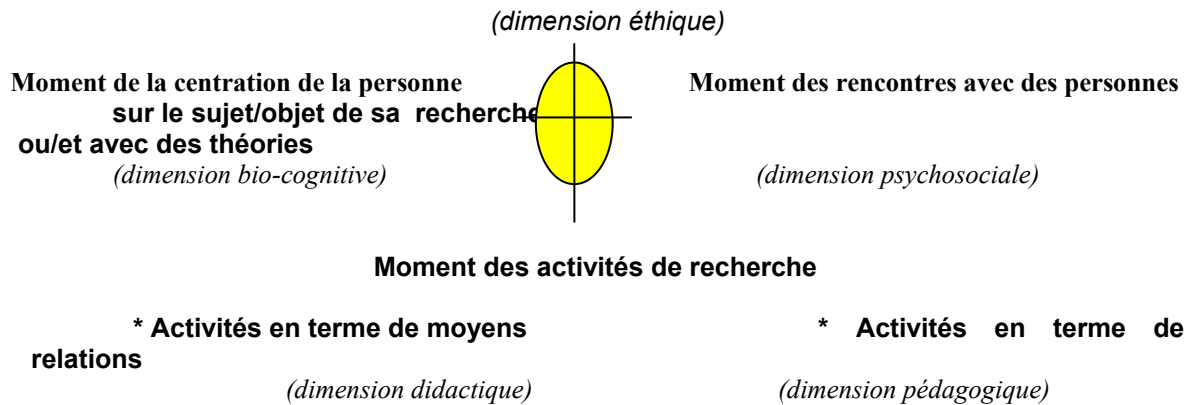 (dimension éthique)
Moment de la centration de la personne Moment des rencontres avec des personnes
sur le sujet/objet de sa recherche
ou/et avec des théories
(dimension bio-cognitive) (dimension psychosociale)
Moment des activités de recherche
* Activités en terme de moyens * Activités en terme de
relations
(dimension didactique) (dimension pédagogique)